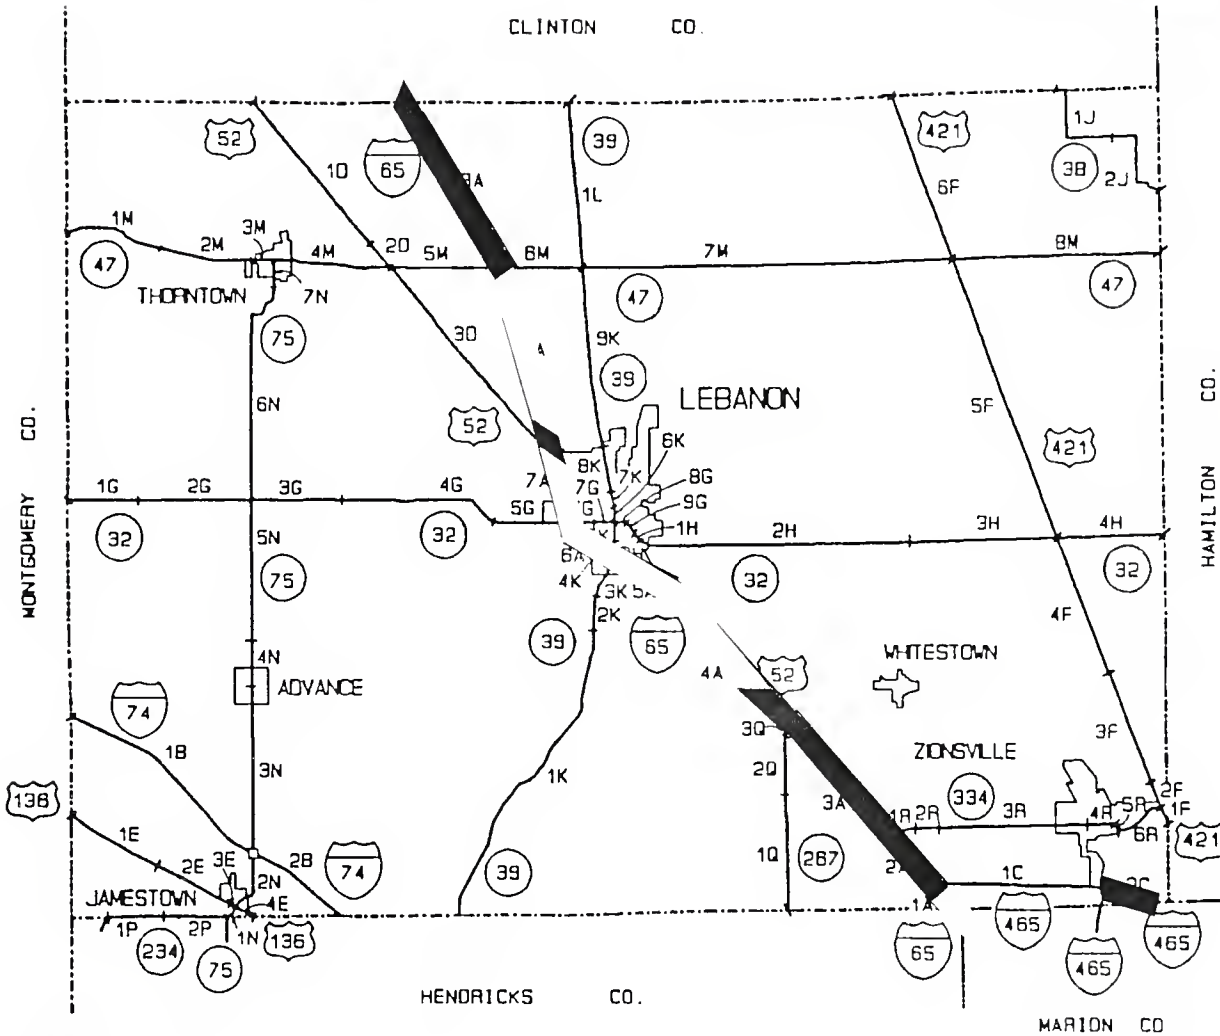 CLINTON CO.
52
65
39
421
1J
38
2J
1D
1L
6F
1M
3M
2M
4M
2D
5M
6M
7M
8M
47
THORNTOWN
7N
47
47
75
3D
A
9K
39
LEBANON
6N
52
5F
421
MONTGOMERY CO.
HAMILTON CO.
1G
2G
3G
4G
5G
8K
7K
6K
7G
8G
9G
1H
2H
3H
4H
32
32
32
32
5N
75
6A
4K
3K
2K
39
65
4F
4N
ADVANCE
4A
52
WHITESTOWN
74
1B
3Q
3F
ZIONSVILLE
3N
1K
2Q
3A
334
136
1R
2R
3R
4R
5R
6R
2F
1F
421
1E
2E
3E
2B
74
39
1Q
267
1C
JAMESTOWN
2N
4E
1P
2P
1N
234
75
136
65
465
465
465
HENDRICKS CO.
MARION CO